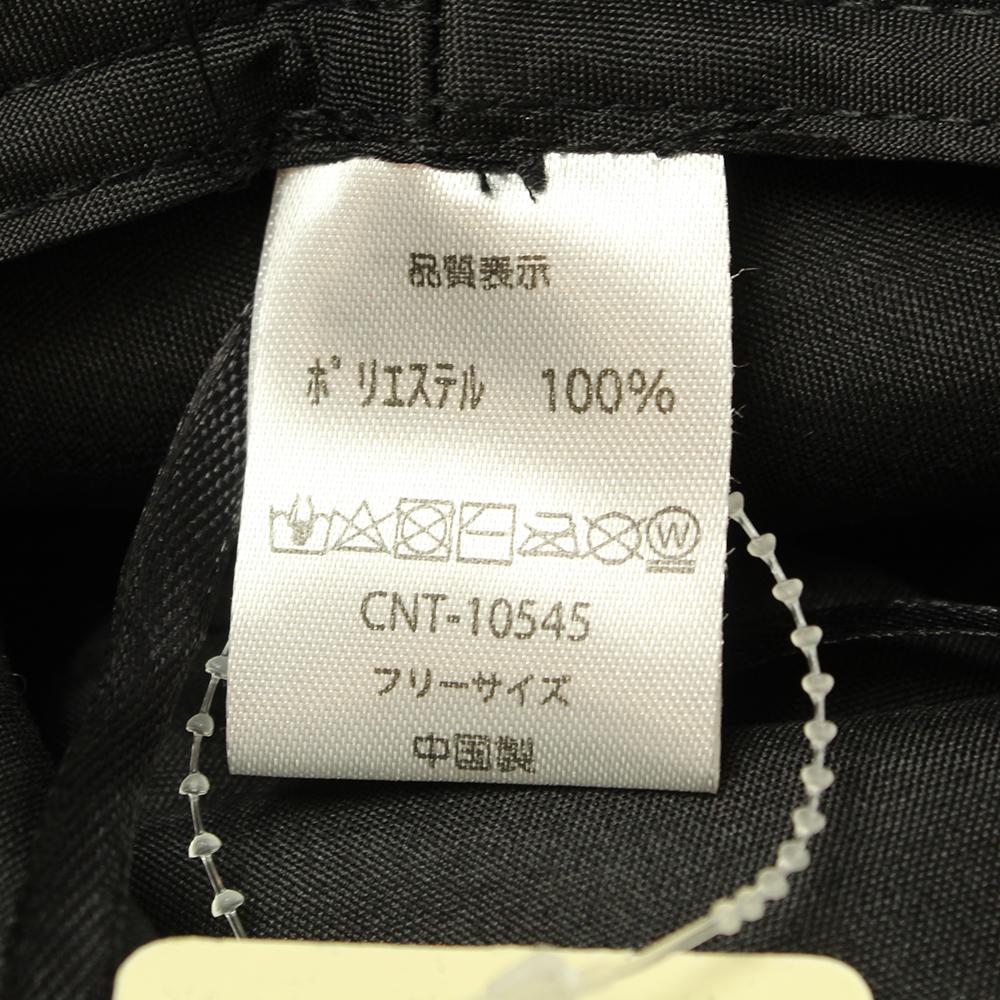 品質表示
ポリエステル 100%
W
CNT-10545
フリーサイズ
中国製